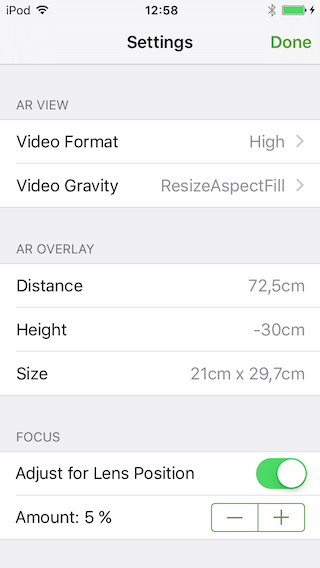 iPod 12:58
Settings Done
AR VIEW
Video Format High
Video Gravity ResizeAspectFill
AR OVERLAY
Distance 72,5cm
Height -30cm
Size 21cm x 29,7cm
FOCUS
Adjust for Lens Position
Amount: 5 %